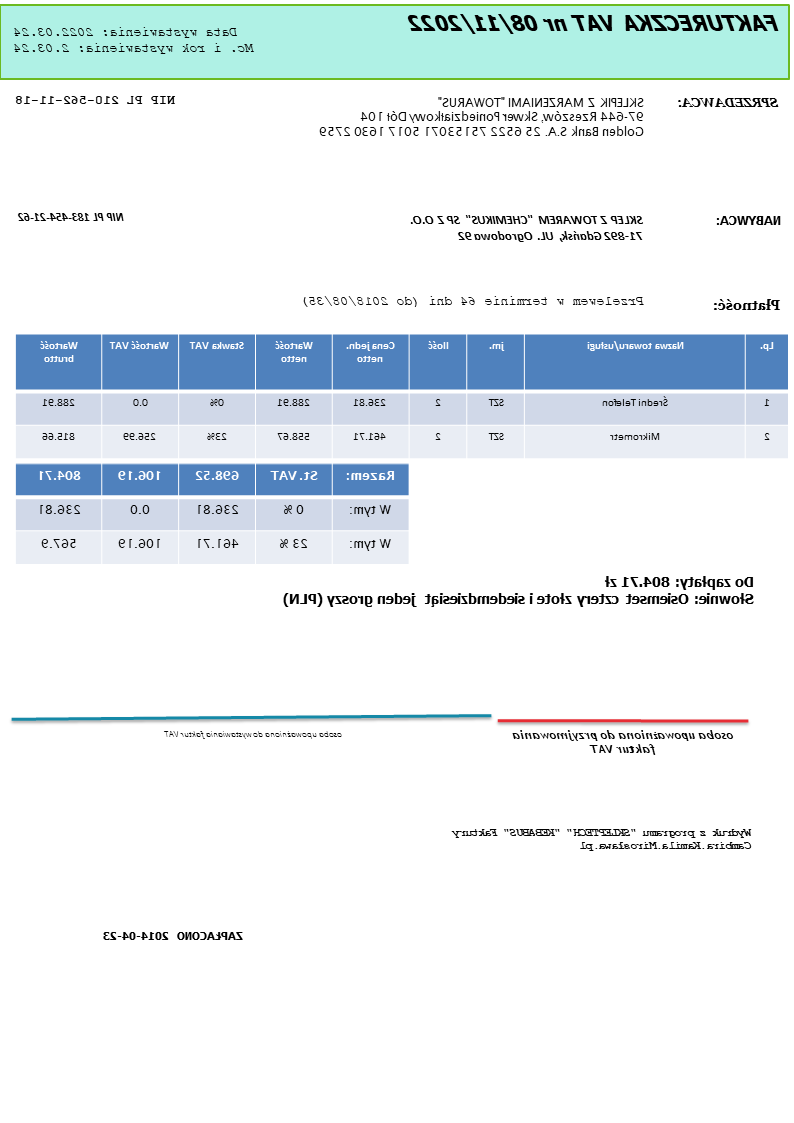 FAKTURECZKA VAT nr 08/11/2022
Data wystawienia: 2022.03.24
Mc. i rok wystawienia: 2.03.24
SPRZEDAWCA: SKLEPIK Z MARZENIAMI "TOWARUS" NIP PL 210-562-11-18
97-644 Rzeszów, Skwer Poniedziałkowy Dół 104
Golden Bank S.A. 25 6522 75153071 5017 1630 2759
NABYWCA: SKLEP Z TOWAREM "CHEMIKUS" SP Z O.O. NIP PL 183-454-21-62
71-892 Gdańsk, UL. Ogrodowa 92
Płatność: Przelewem w terminie 64 dni (do 2018/08/35)
Lp. Nazwa towaru/usługi jm. Ilość Cena jedn. netto Wartość netto Stawka VAT Wartość VAT Wartość brutto
1 Średni Telefon SZT 2 236.81 288.91 0% 0.0 288.91
2 Mikrometr SZT 2 461.71 558.67 23% 256.99 815.66
Razem: St. VAT 698.52 106.19 804.71
W tym: 0 % 236.81 0.0 236.81
W tym: 23 % 461.71 106.19 567.9
Do zapłaty: 804.71 zł
Słownie: Osiemset cztery złote i siedemdziesiąt jeden groszy (PLN)
osoba upoważniona do przyjmowania
faktur VAT
osoba upoważniona do wystawiania faktur VAT
Wydruk z programu "SKLEPTECH" "KEBABUS" Faktury
Cambira.Kamila.Mirosława.pl
ZAPŁACONO 2014-04-23